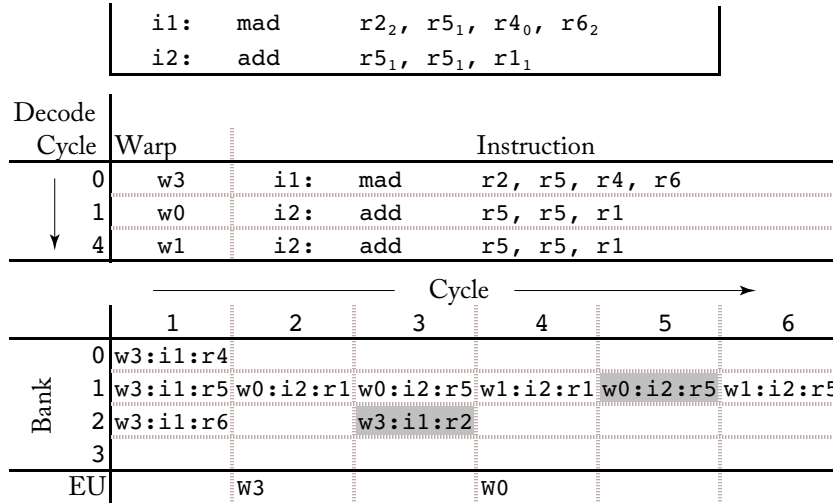 i1: mad r2₂, r5₁, r4₀, r6₂
i2: add r5₁, r5₁, r1₁
Decode
Cycle Warp Instruction
0 w3 i1: mad r2, r5, r4, r6
1 w0 i2: add r5, r5, r1
4 w1 i2: add r5, r5, r1
Cycle
1 2 3 4 5 6
Bank
0 w3:i1:r4
1 w3:i1:r5 w0:i2:r1 w0:i2:r5 w1:i2:r1 w0:i2:r5 w1:i2:r5
2 w3:i1:r6 w3:i1:r2
3
EU W3 W0